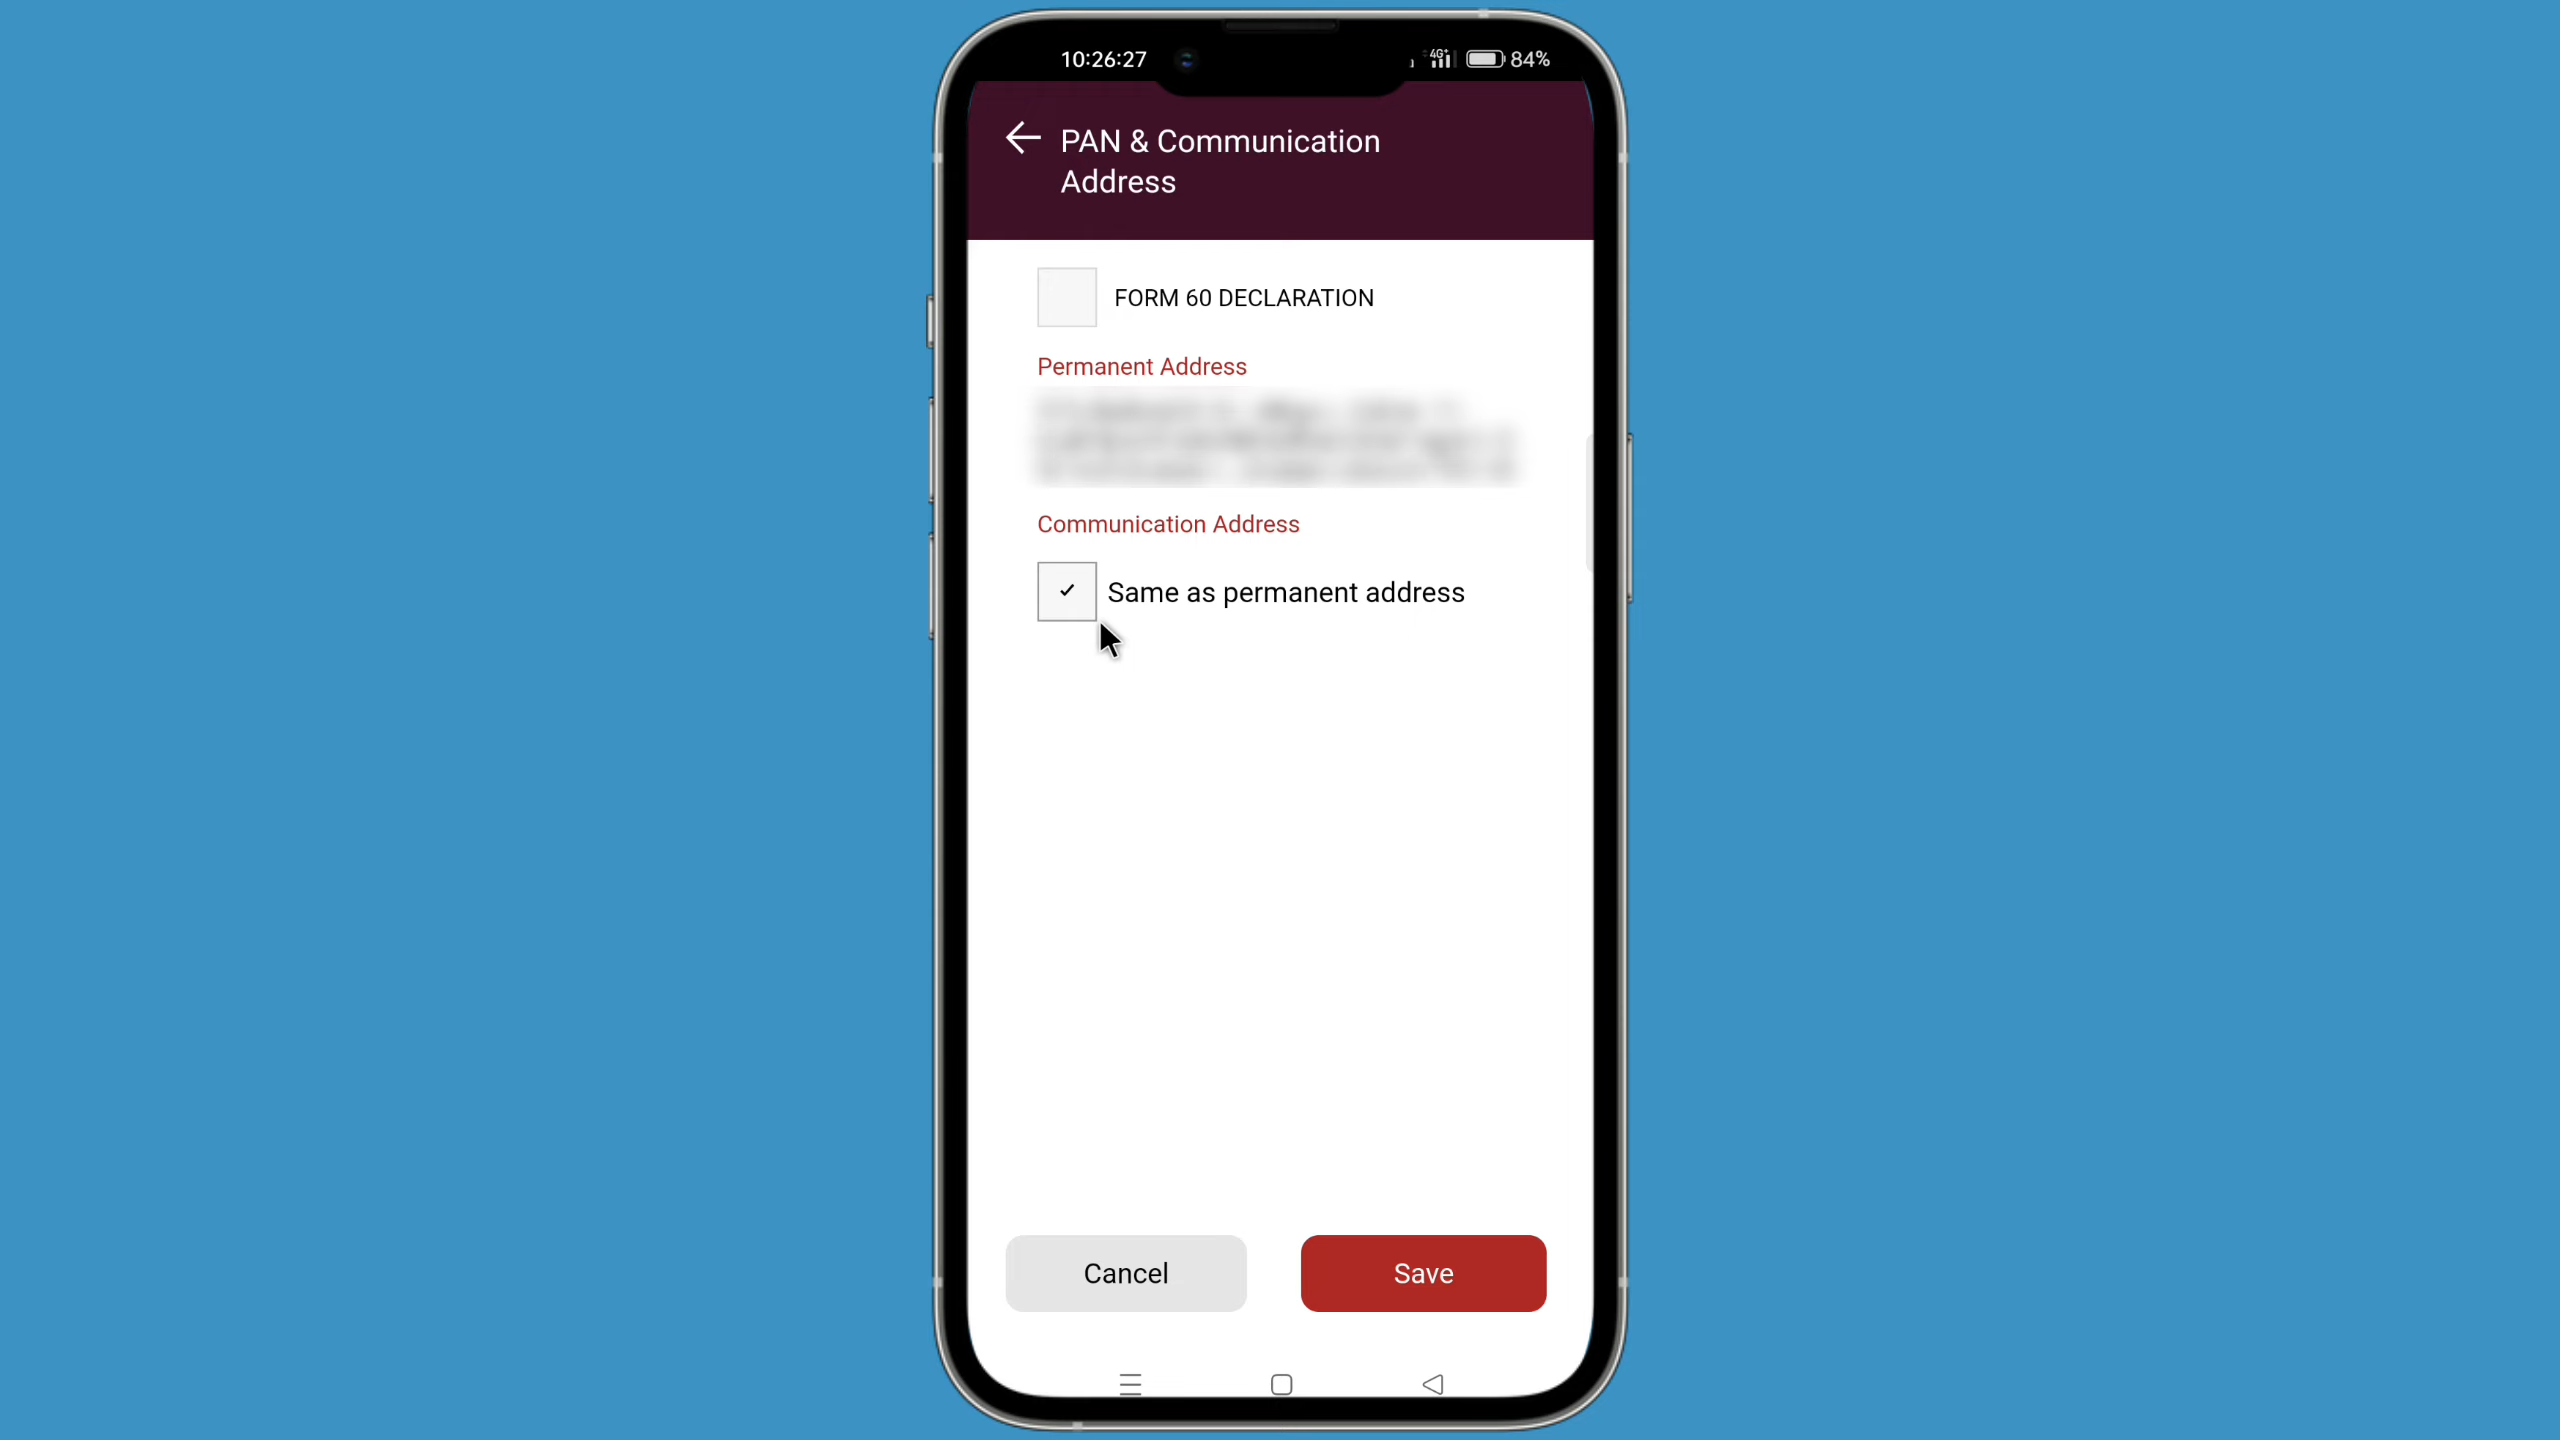 10:26:27
4G+
84%
PAN & Communication
Address
FORM 60 DECLARATION
Permanent Address
Communication Address
Same as permanent address
Cancel
Save